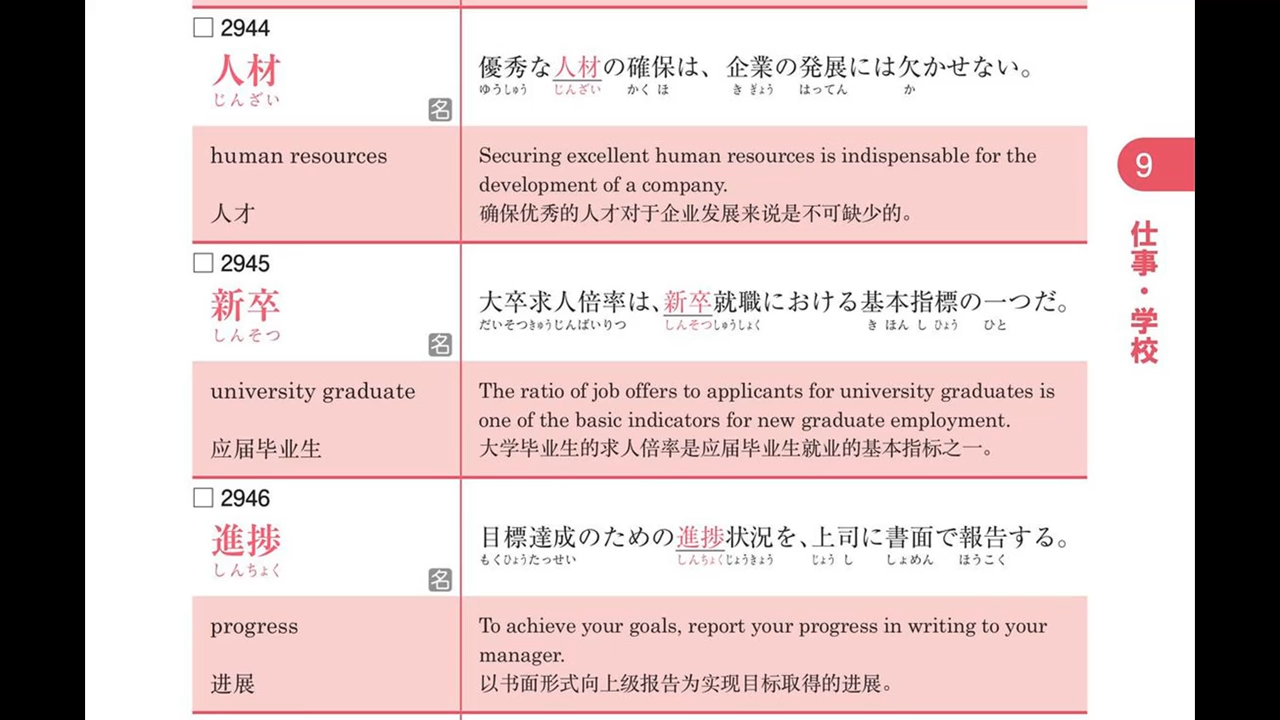 2944
人材
じんざい
名
優秀な人材の確保は、企業の発展には欠かせない。
ゆうしゅう じんざい かくほ きぎょう はってん か
human resources
人才
Securing excellent human resources is indispensable for the
development of a company.
确保优秀的人才对于企业发展来说是不可缺少的。
2945
新卒
しんそつ
名
大卒求人倍率は、新卒就職における基本指標の一つだ。
だいそつきゅうじんばいりつ しんそつしゅうしょく きほんしひょう ひと
university graduate
应届毕业生
The ratio of job offers to applicants for university graduates is
one of the basic indicators for new graduate employment.
大学毕业生的求人倍率是应届毕业生就业的基本指标之一。
2946
進捗
しんちょく
名
目標達成のための進捗状況を、上司に書面で報告する。
もくひょうたっせい しんちょくじょうきょう じょうし しょめん ほうこく
progress
进展
To achieve your goals, report your progress in writing to your
manager.
以书面形式向上级报告为实现目标取得的进展。
9
仕事・学校